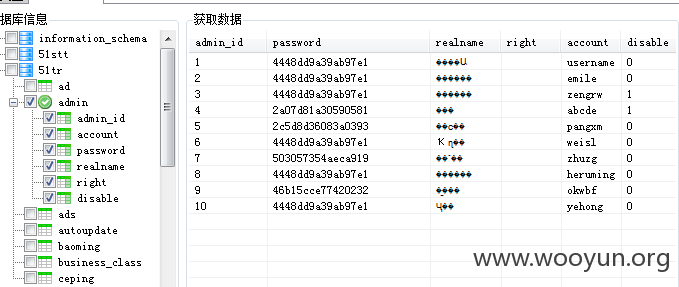 据库信息
获取数据
information_schema
51stt
51tr
ad
admin
admin_id
account
password
realname
right
disable
ads
autoupdate
baoming
business_class
ceping
admin_id password realname right account disable
1 4448dd9a39ab97e1 username 0
2 4448dd9a39ab97e1 emile 0
3 4448dd9a39ab97e1 zengrw 1
4 2a07d81a30590581 abcde 1
5 2c5d8d36083a0393 pangxm 0
6 4448dd9a39ab97e1 weisl 0
7 503057354aeca919 zhuzg 0
8 4448dd9a39ab97e1 heruming 0
9 46b15cce77420232 okwbf 0
10 4448dd9a39ab97e1 yehong 0
www.wooyun.org